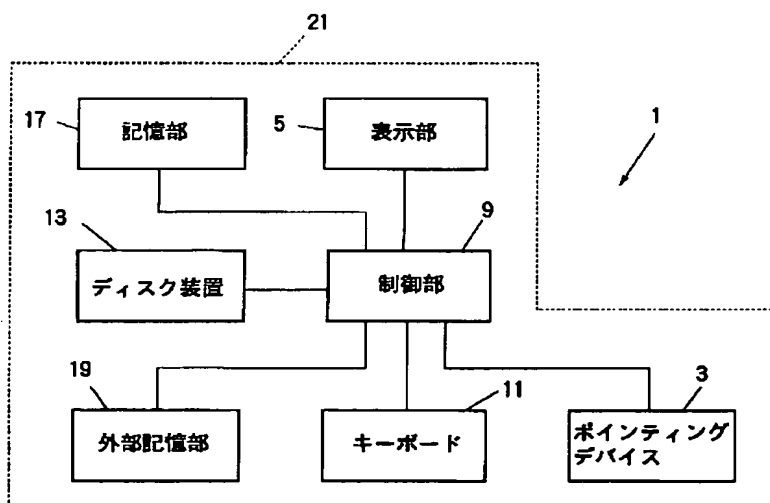 21
17
記憶部
5
表示部
1
13
ディスク装置
9
制御部
19
外部記憶部
11
キーボード
3
ポインティング
デバイス